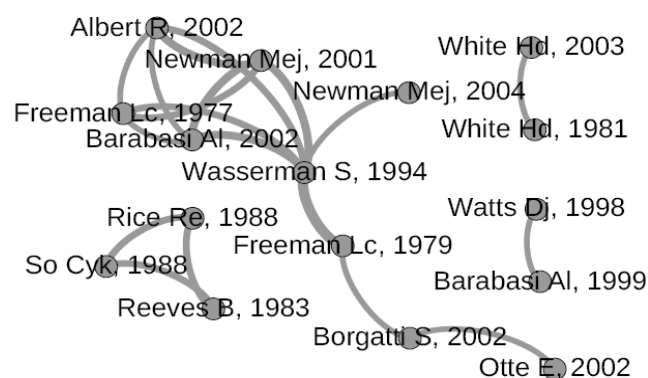 Albert R, 2002
White Hd, 2003
Newman Mej, 2001
Newman Mej, 2004
Freeman Lc, 1977
White Hd, 1981
Barabasi Al, 2002
Wasserman S, 1994
Watts Dj, 1998
Rice Re, 1988
Freeman Lc, 1979
So Cyk, 1988
Barabasi Al, 1999
Reeves B, 1983
Borgatti S, 2002
Otte E, 2002